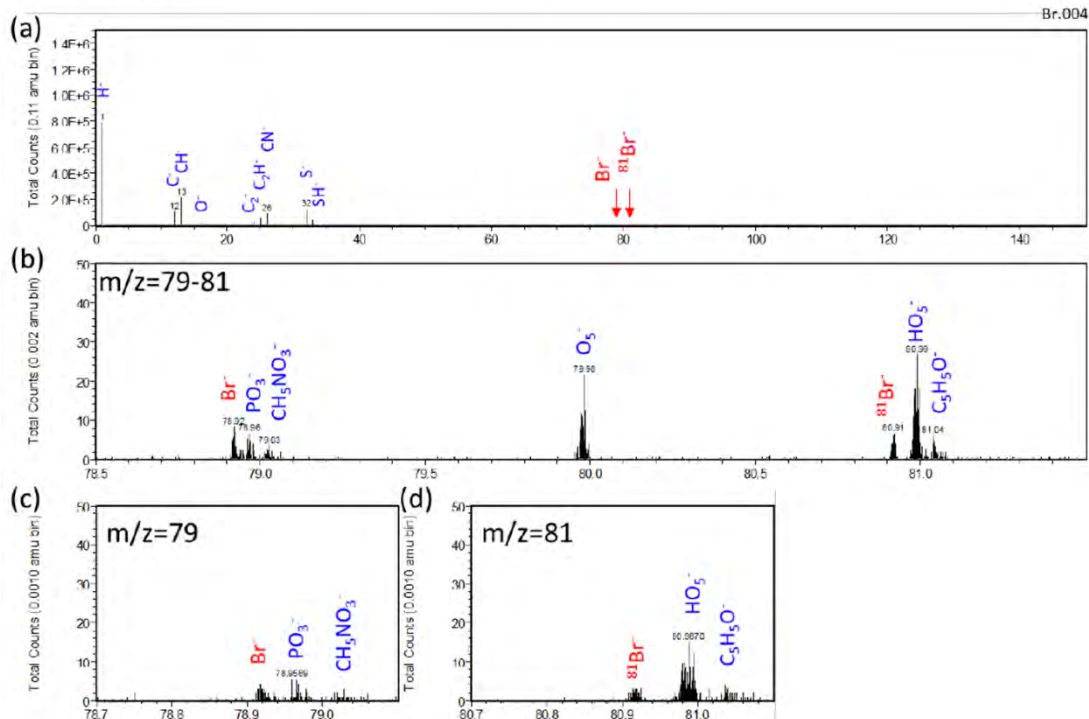 Br.004
(a)
Total Counts (0.11 amu bin)
1.4E+6
1.2E+6
1.0E+6
8.0E+5
6.0E+5
4.0E+5
2.0E+5
0
H⁻
1
C⁻
12
CH⁻
13
O⁻
C₂⁻
C₂H⁻
CN⁻
26
S⁻
32
SH⁻
Br⁻
⁸¹Br⁻
0 20 40 60 80 100 120 140
(b)
m/z=79-81
Total Counts (0.002 amu bin)
50
40
30
20
10
0
Br⁻
78.92
PO₃⁻
78.96
CH₅NO₃⁻
79.03
O₅⁻
79.98
⁸¹Br⁻
80.91
HO₅⁻
80.99
C₅H₅O⁻
81.04
78.5 79.0 79.5 80.0 80.5 81.0
(c)
m/z=79
Total Counts (0.0010 amu bin)
50
40
30
20
10
0
Br⁻
PO₃⁻
78.9589
CH₅NO₃⁻
78.7 78.8 78.9 79.0
(d)
m/z=81
Total Counts (0.0010 amu bin)
50
40
30
20
10
0
⁸¹Br⁻
HO₅⁻
80.9870
C₅H₅O⁻
80.7 80.8 80.9 81.0